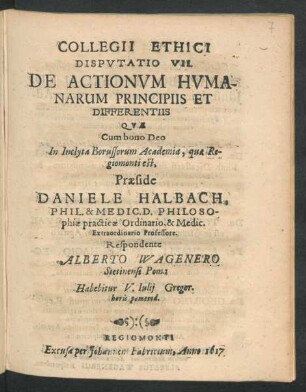 COLLEGII ETHICI
DISPVTATIO VII.
DE ACTIONVM HVMA-
NARUM PRINCIPIIS ET
DIFFERENTIIS
QVÆ
Cum bono Deo
In Inclyta Borussorum Academia, quæ Re-
giomonti est,
Præside
DANIELE HALBACH,
PHIL. & MEDIC. D. PHILOSO-
phiæ practicæ Ordinario, & Medic.
Extraordinario Professore.
Respondente
ALBERTO WAGENERO
Stetinensi Pom:
Habebitur V. Iulij Gregor.
horis pomerid.
REGIOMONTI
Excusa per Johannem Fabricium, Anno 1617